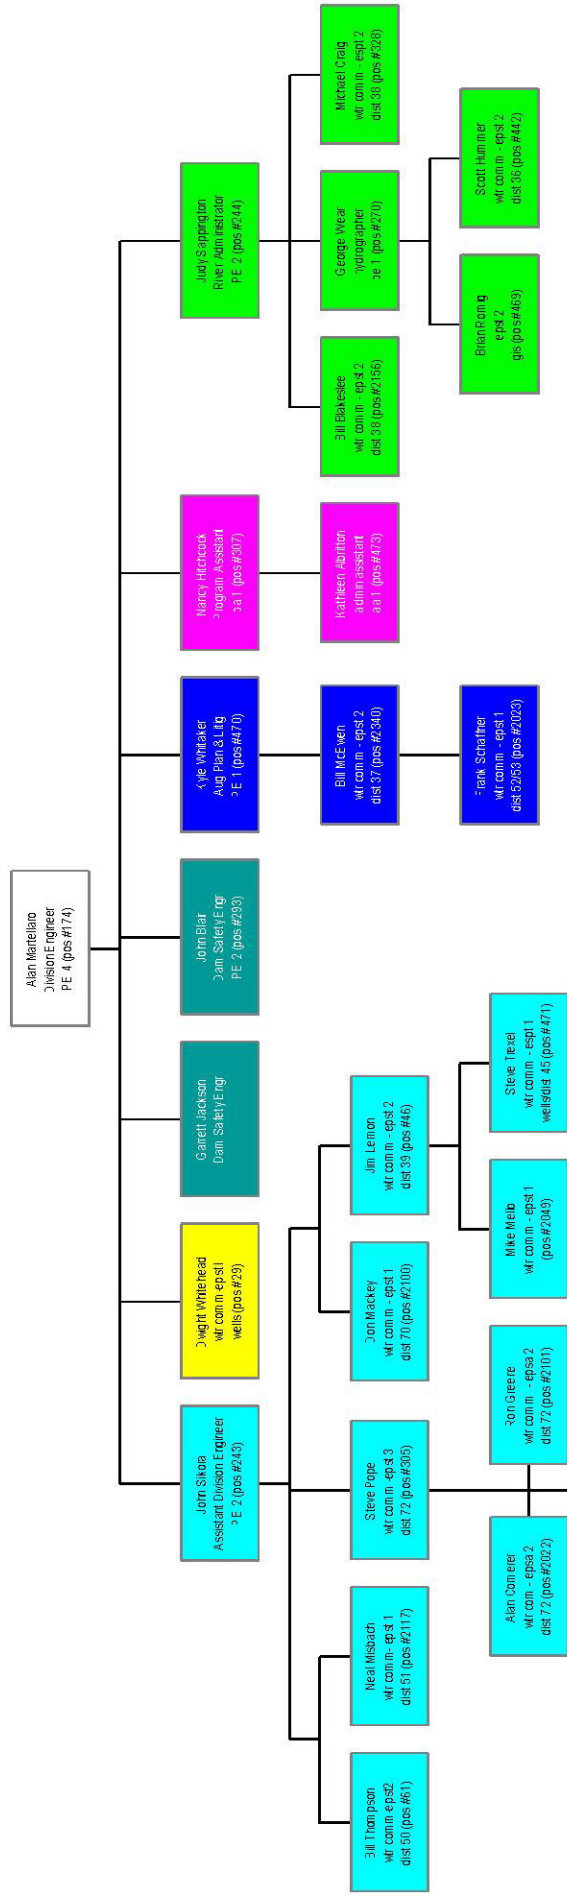 Alan Martellaro
Division Engineer
PE 4 (pos #174)
John Sikora
Assistant Division Engineer
PE 2 (pos #243)
Dwight Whitehead
wtr comm-epst I
wells (pos #29)
Garrett Jackson
Dam Safety Engr
John Blair
Dam Safety Engr
PE 2 (pos #293)
Kyle Whitaker
Aug Plan & Litig
PE 1 (pos #470)
Nancy Hitchcock
Program Assistant
pa 1 (pos #307)
Judy Sappington
River Administrator
PE 2 (pos #244)
Bill Thompson
wtr comm-epst2
dist 50 (pos #61)
Neal Misbach
wtr comm - epst 1
dist 51 (pos #2117)
Steve Pope
wtr comm -epst 3
dist 72 (pos #305)
Don Mackey
wtr comm - epst 1
dist 70 (pos #2100)
Jim Lemon
wtr comm - epst 2
dist 39 (pos #46)
Bill McEwen
wtr comm - epst 2
dist 37 (pos #2340)
Kathleen Albritton
admin assistant
aa 1 (pos #473)
Bill Blakeslee
wtr comm - epst 2
dist 38 (pos #2156)
George Wear
hydrographer
pe 1 (pos #270)
Michael Craig
wtr comm - espt 2
dist 38 (pos #328)
Alan Comerer
wtr com - epsa 2
dist 72 (pos #2022)
Ron Greere
wtr comm - epsa 2
dist 72 (pos #2101)
Mike Mello
wtr comm - epst 1
(pos #2049)
Steve Trexel
wtr comm - espt 1
wells/dist 45 (pos #471)
Frank Schaffner
wtr comm - epst 1
dist 52/53 (pos #2023)
Brian Romig
epst 2
gis (pos #469)
Scott Hummer
wtr comm - epst 2
dist 36 (pos #442)